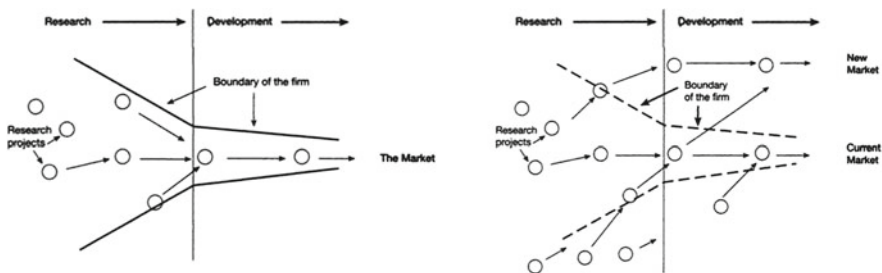 Research
Development
Boundary of the firm
Research
projects
The Market
Research
Development
New
Market
Boundary
of the firm
Research
projects
Current
Market